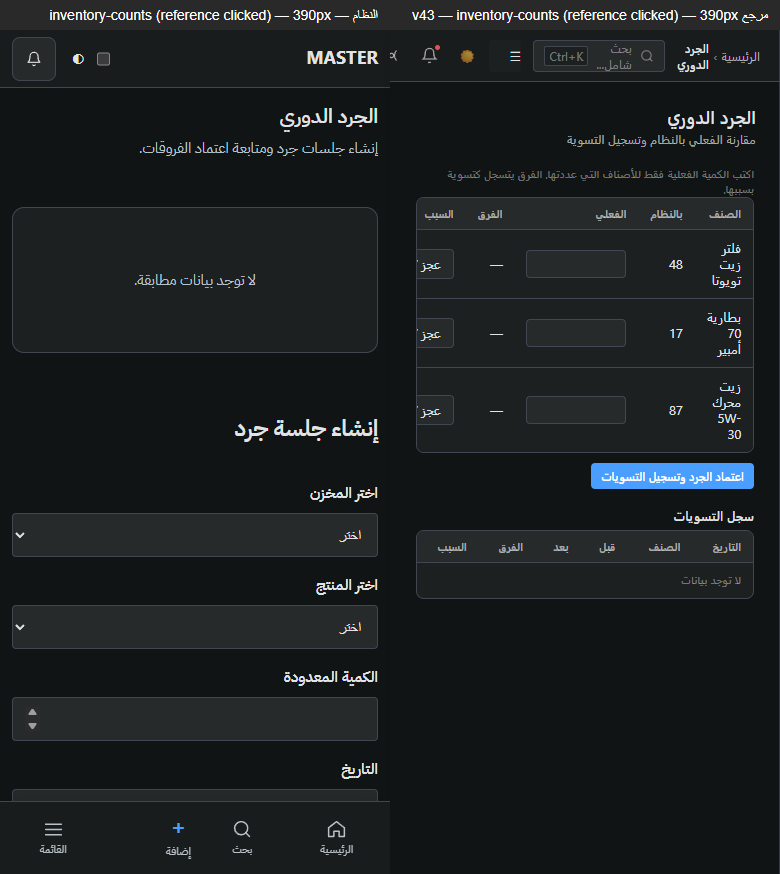 مرجع v43 — inventory-counts (reference clicked) — 390px
الرئيسية › الجرد الدوري
بحث شامل...
Ctrl+K
الجرد الدوري
مقارنة الفعلي بالنظام وتسجيل التسوية
اكتب الكمية الفعلية فقط للأصناف التي عددتها. الفرق يتسجل كتسوية
بسببها.
الصنف بالنظام الفعلي الفرق السبب
فلتر زيت تويوتا 48 — عجز
بطارية 70 أمبير 17 — عجز
زيت محرك 5W-30 87 — عجز
اعتماد الجرد وتسجيل التسويات
سجل التسويات
التاريخ الصنف قبل بعد الفرق السبب
لا توجد بيانات
النظام — inventory-counts (reference clicked) — 390px
MASTER
الجرد الدوري
إنشاء جلسات جرد ومتابعة اعتماد الفروقات.
لا توجد بيانات مطابقة.
إنشاء جلسة جرد
اختر المخزن
اختر
اختر المنتج
اختر
الكمية المعدودة
التاريخ
الرئيسية بحث إضافة القائمة